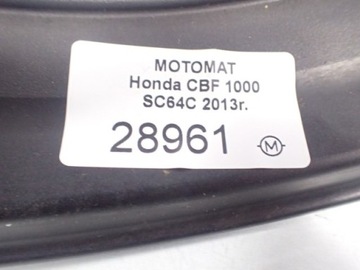 MOTOMAT
Honda CBF 1000
SC64C 2013r.
28961 M